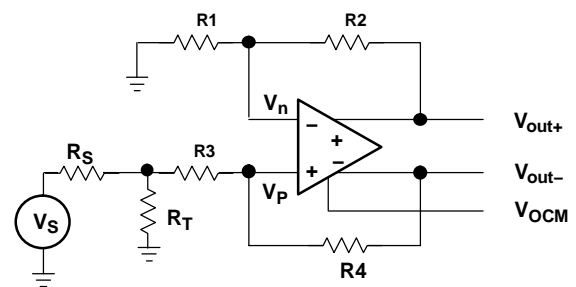 R1
R2
Vn
−
+
Vout+
RS
R3
+
−
Vout−
VP
VS
RT
VOCM
R4